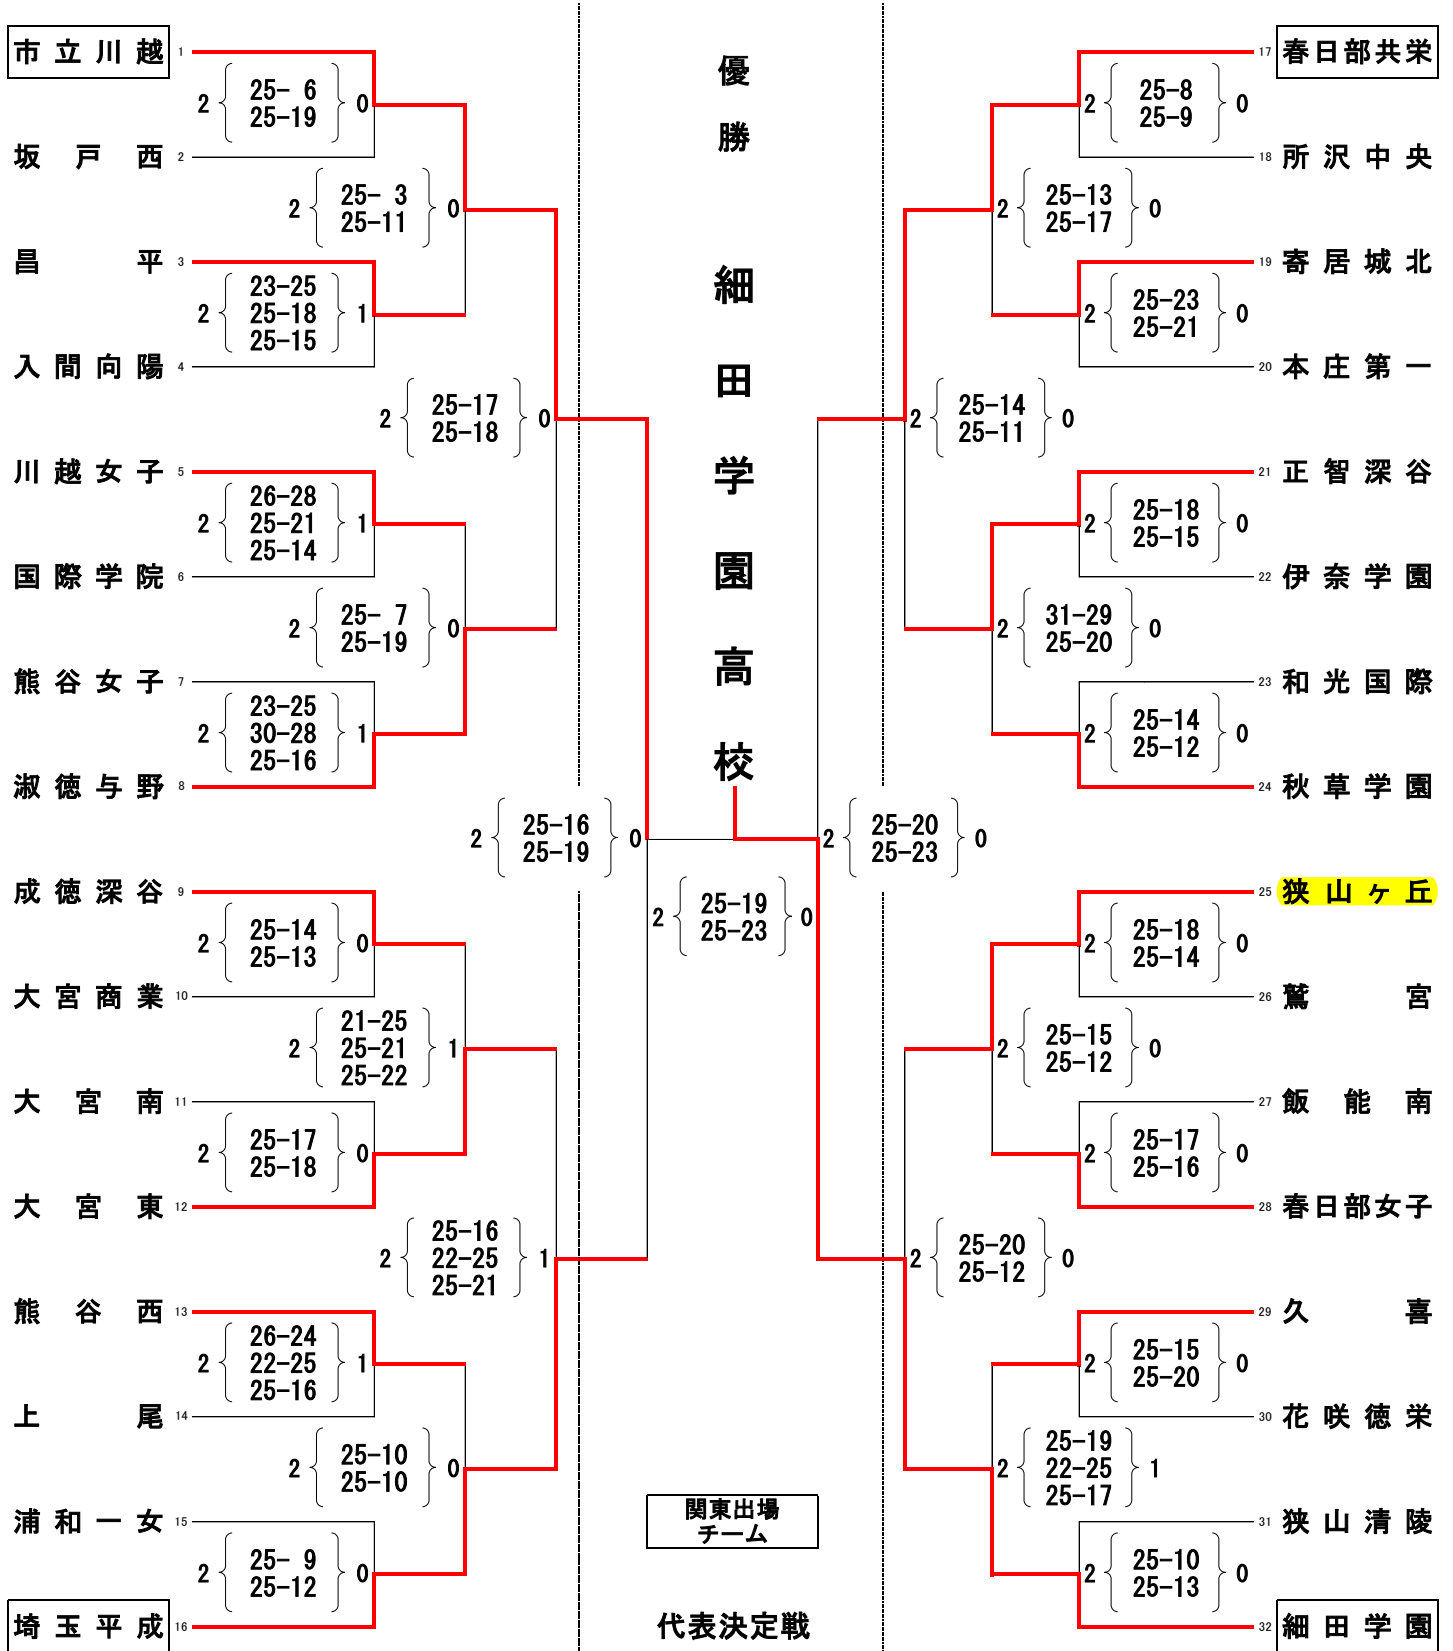 市立川越 1
2 25- 6 0
25-19
坂戸西 2
2 25- 3 0
25-11
昌平 3
2 23-25 1
25-18
25-15
入間向陽 4
2 25-17 0
25-18
川越女子 5
2 26-28 1
25-21
25-14
国際学院 6
2 25- 7 0
25-19
熊谷女子 7
2 23-25 1
30-28
25-16
淑徳与野 8
2 25-16 0
25-19
成徳深谷 9
2 25-14 0
25-13
大宮商業 10
2 21-25 1
25-21
25-22
大宮南 11
2 25-17 0
25-18
大宮東 12
2 25-16 1
22-25
25-21
熊谷西 13
2 26-24 1
22-25
25-16
上尾 14
2 25-10 0
25-10
浦和一女 15
2 25- 9 0
25-12
埼玉平成 16
優勝
細田学園高校
2 25-19 0
25-23
関東出場
チーム
代表決定戦
17 春日部共栄
2 25-8 0
25-9
18 所沢中央
2 25-13 0
25-17
19 寄居城北
2 25-23 0
25-21
20 本庄第一
2 25-14 0
25-11
21 正智深谷
2 25-18 0
25-15
22 伊奈学園
2 31-29 0
25-20
23 和光国際
2 25-14 0
25-12
24 秋草学園
2 25-20 0
25-23
25 狭山ヶ丘
2 25-18 0
25-14
26 鷲宮
2 25-15 0
25-12
27 飯能南
2 25-17 0
25-16
28 春日部女子
2 25-20 0
25-12
29 久喜
2 25-15 0
25-20
30 花咲徳栄
2 25-19 1
22-25
25-17
31 狭山清陵
2 25-10 0
25-13
32 細田学園